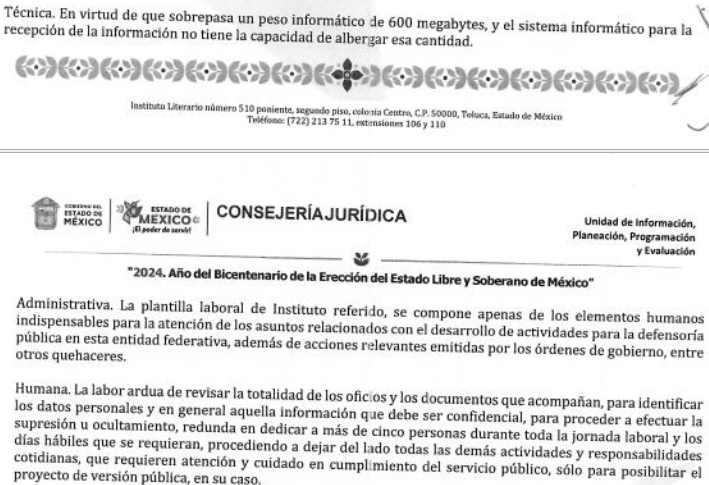 Técnica. En virtud de que sobrepasa un peso informático de 600 megabytes, y el sistema informático para la
recepción de la información no tiene la capacidad de albergar esa cantidad.
Instituto Literario número 510 poniente, segundo piso, colonia Centro, C.P. 50000, Toluca, Estado de México
Teléfono: (722) 213 75 11, extensiones 106 y 110
GOBIERNO DEL
ESTADO DE
MÉXICO
ESTADO DE
MÉXICO
¡El poder de servir!
CONSEJERÍA JURÍDICA
Unidad de Información,
Planeación, Programación
y Evaluación
"2024. Año del Bicentenario de la Erección del Estado Libre y Soberano de México"
Administrativa. La plantilla laboral de Instituto referido, se compone apenas de los elementos humanos
indispensables para la atención de los asuntos relacionados con el desarrollo de actividades para la defensoría
pública en esta entidad federativa, además de acciones relevantes emitidas por los órdenes de gobierno, entre
otros quehaceres.
Humana. La labor ardua de revisar la totalidad de los oficios y los documentos que acompañan, para identificar
los datos personales y en general aquella información que debe ser confidencial, para proceder a efectuar la
supresión u ocultamiento, redunda en dedicar a más de cinco personas durante toda la jornada laboral y los
días hábiles que se requieran, procediendo a dejar del lado todas las demás actividades y responsabilidades
cotidianas, que requieren atención y cuidado en cumplimiento del servicio público, sólo para posibilitar el
proyecto de versión pública, en su caso.